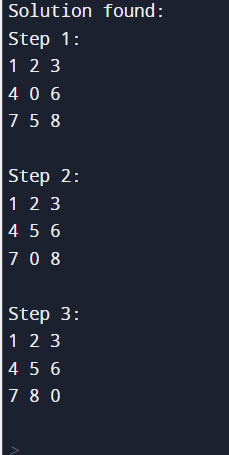 Solution found:
Step 1:
1 2 3
4 0 6
7 5 8
Step 2:
1 2 3
4 5 6
7 0 8
Step 3:
1 2 3
4 5 6
7 8 0
>